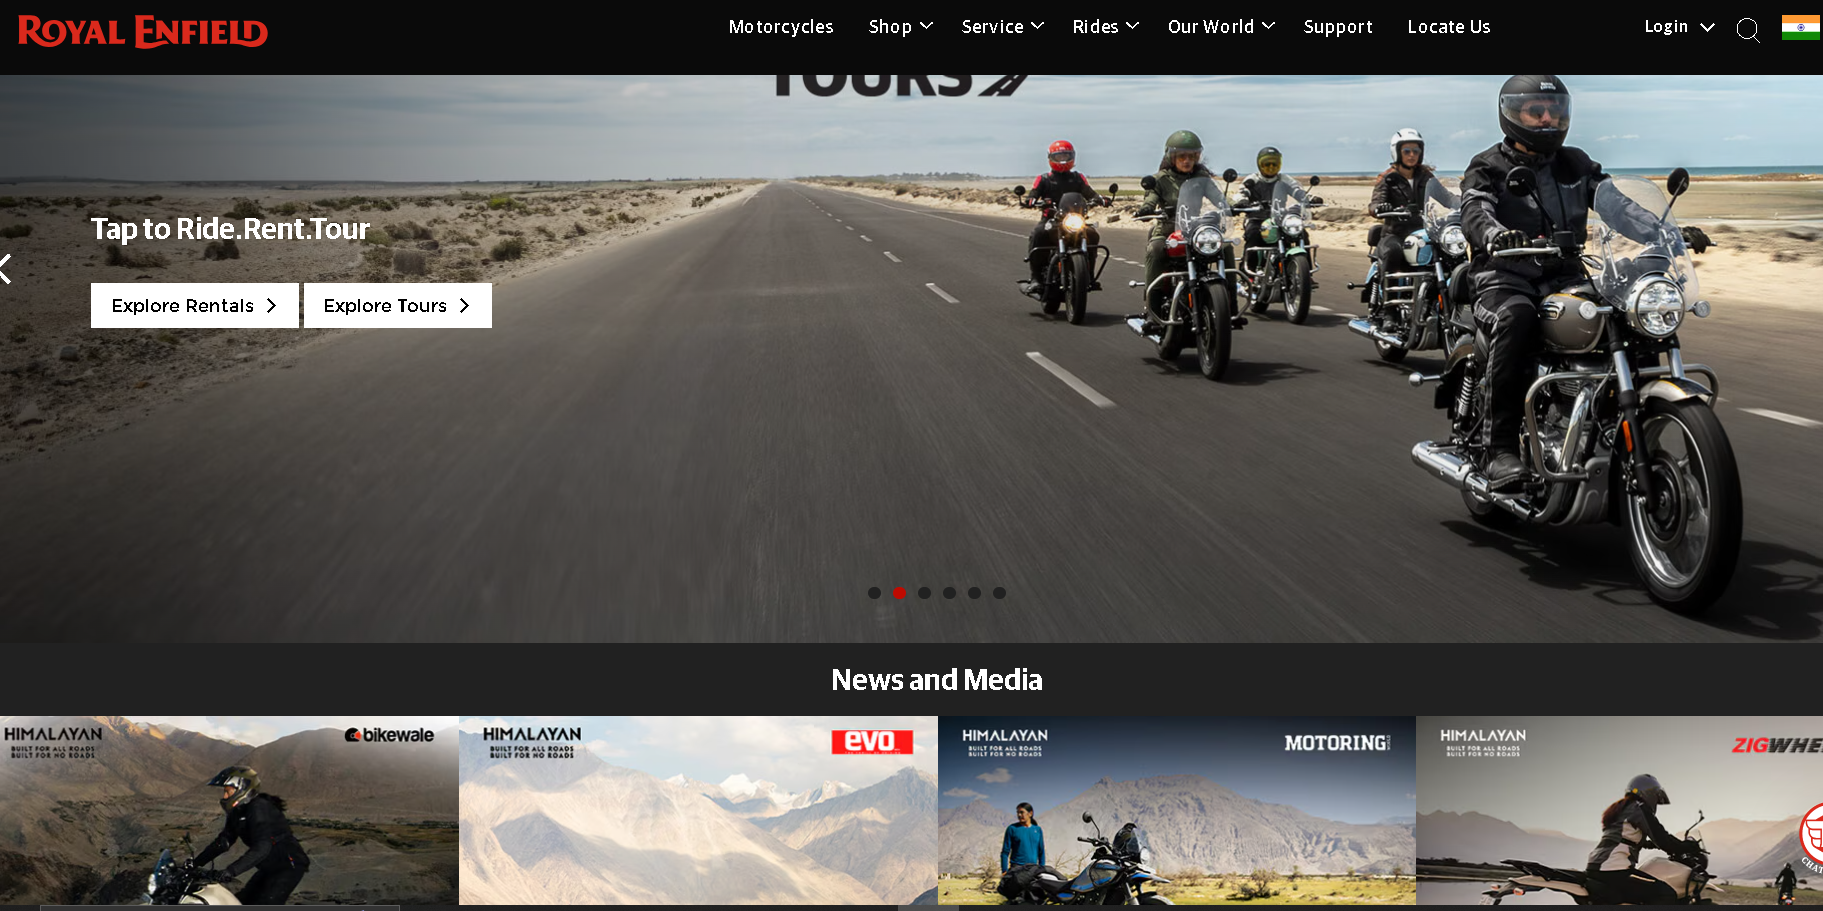 ROYAL ENFIELD
Motorcycles
Shop
Service
Rides
Our World
Support
Locate Us
Login
TOURS
Tap to Ride.Rent.Tour
Explore Rentals
Explore Tours
News and Media
HIMALAYAN
BUILT FOR ALL ROADS
BUILT FOR NO ROADS
bikewale
HIMALAYAN
BUILT FOR ALL ROADS
BUILT FOR NO ROADS
evo
HIMALAYAN
BUILT FOR ALL ROADS
BUILT FOR NO ROADS
MOTORING
WORLD
HIMALAYAN
BUILT FOR ALL ROADS
BUILT FOR NO ROADS
ZIGWHE
CHAT